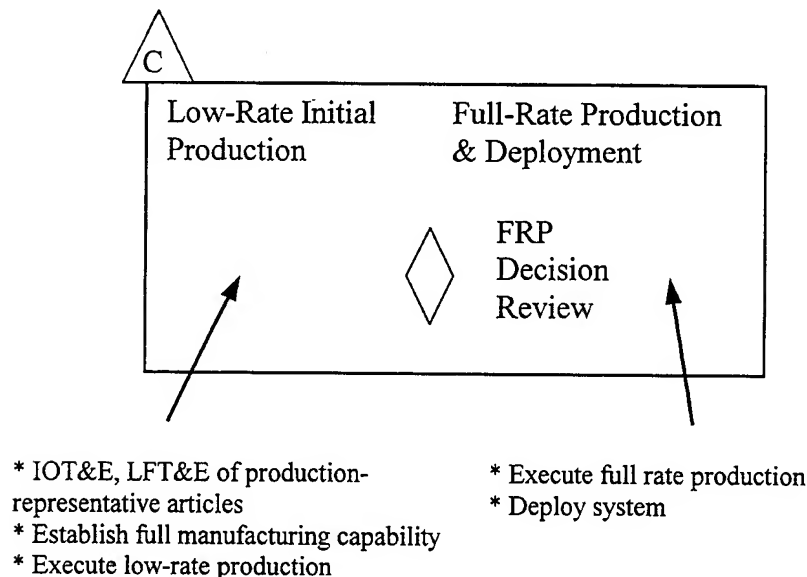 C
Low-Rate Initial
Production
Full-Rate Production
& Deployment
FRP
Decision
Review
* IOT&E, LFT&E of production-
representative articles
* Establish full manufacturing capability
* Execute low-rate production
* Execute full rate production
* Deploy system